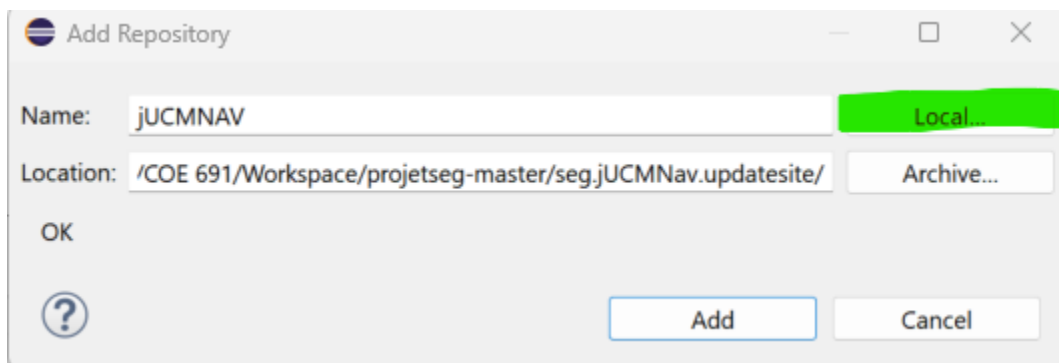 Add Repository
Name: jUCMNAV Local...
Location: /COE 691/Workspace/projetseg-master/seg.jUCMNav.updatesite/ Archive...
OK
? Add Cancel